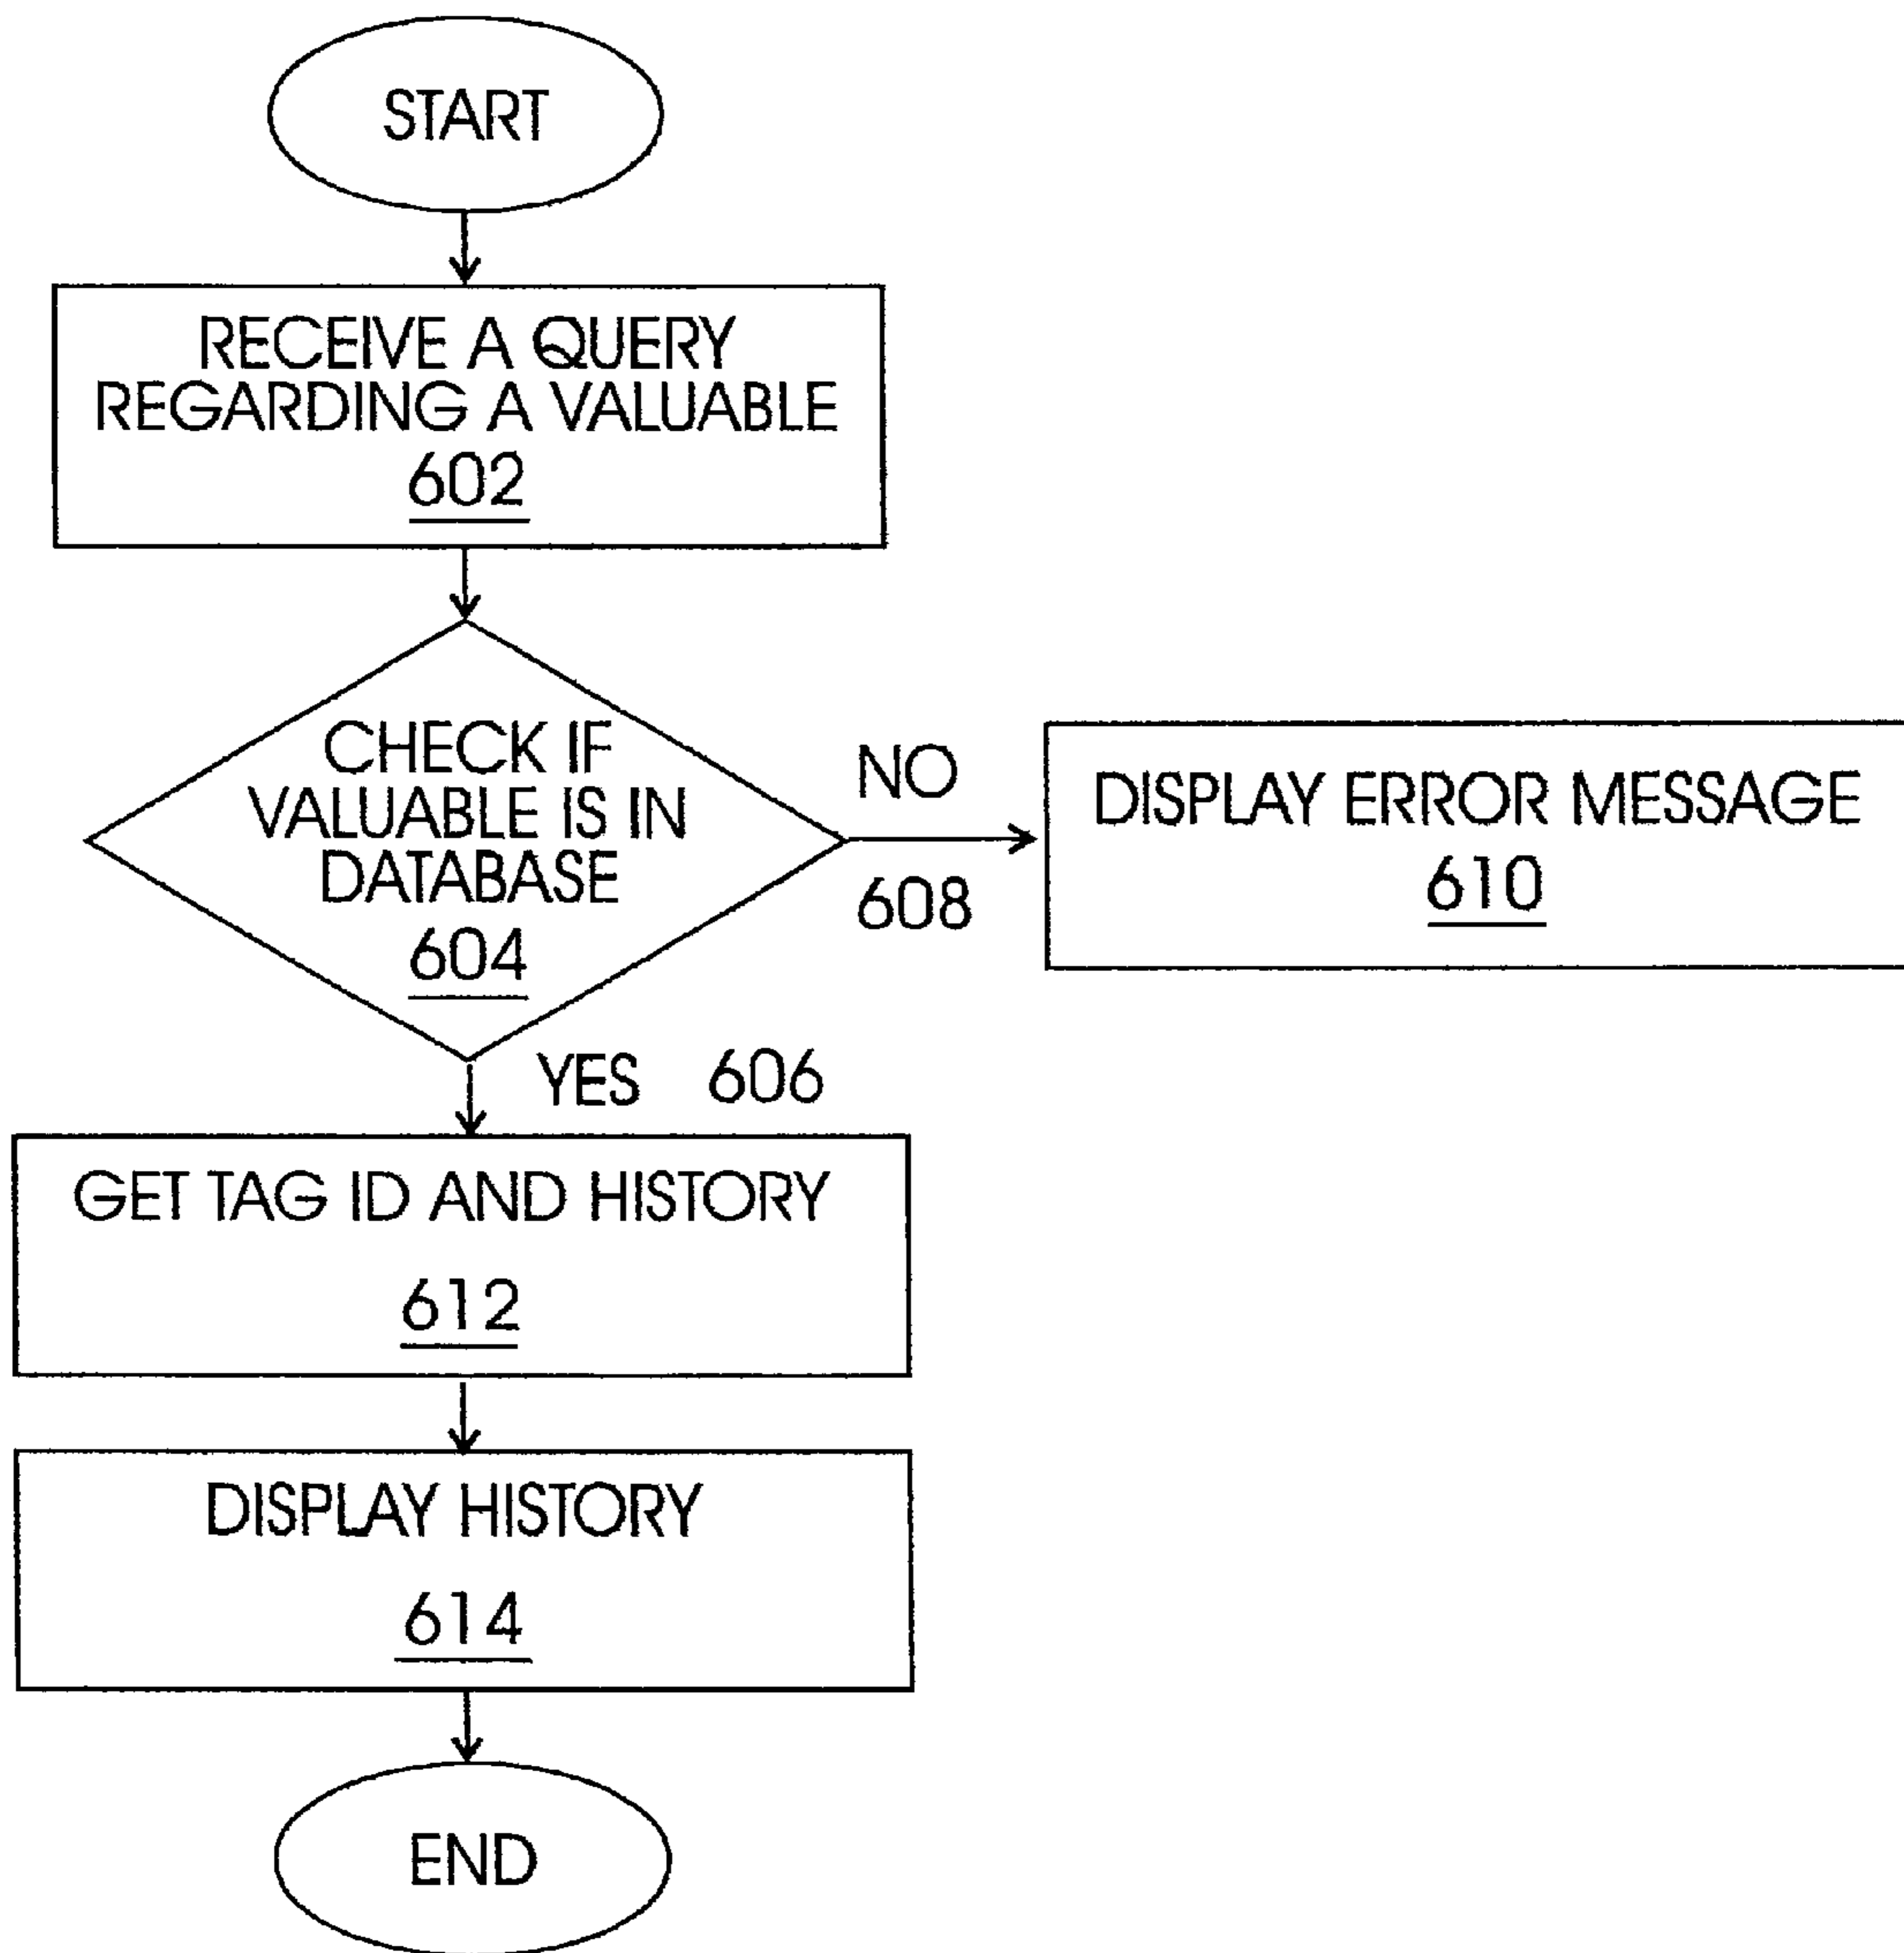 START
RECEIVE A QUERY
REGARDING A VALUABLE
602
CHECK IF
VALUABLE IS IN
DATABASE
604
NO
608
DISPLAY ERROR MESSAGE
610
YES 606
GET TAG ID AND HISTORY
612
DISPLAY HISTORY
614
END